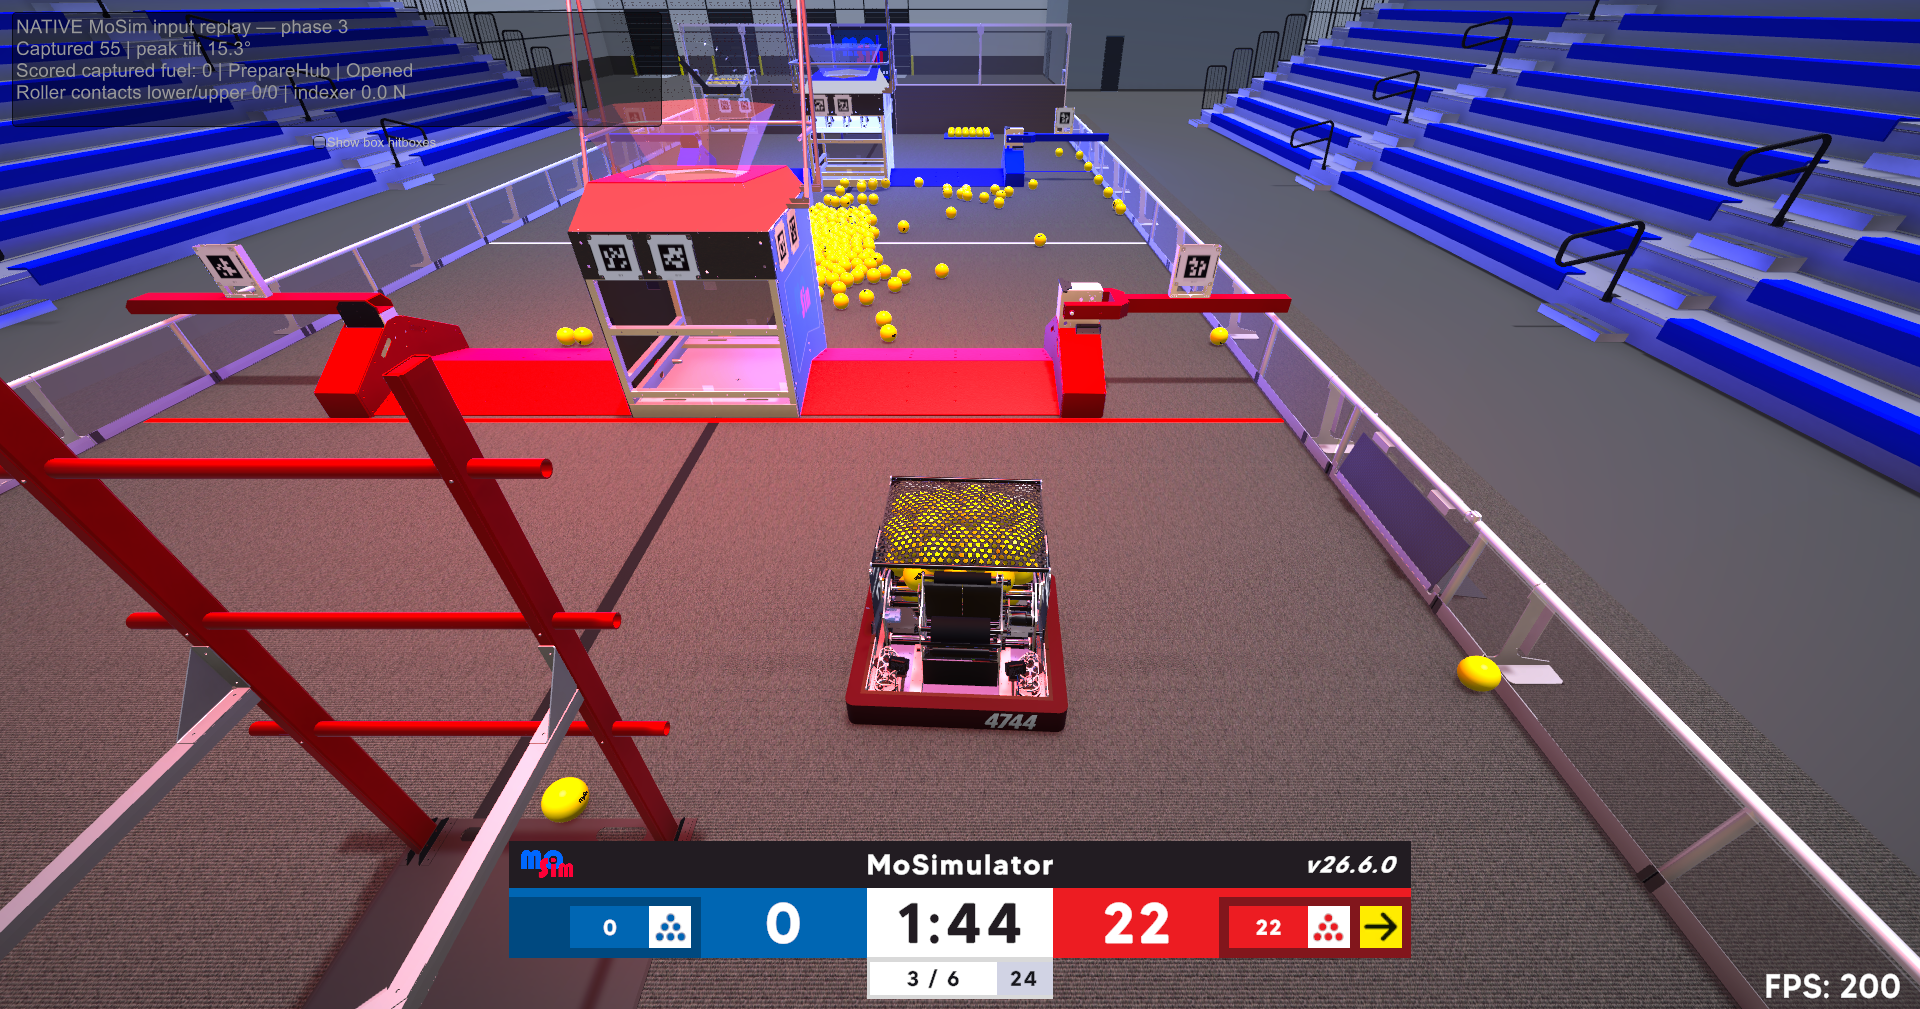 NATIVE MoSim input replay — phase 3
Captured 55 | peak tilt 15.3°
Scored captured fuel: 0 | PrepareHub | Opened
Roller contacts lower/upper 0/0 | indexer 0.0 N
Show box hitboxes
4744
moSim MoSimulator v26.6.0
0 0 1:44 22 22
3 / 6 24
FPS: 200